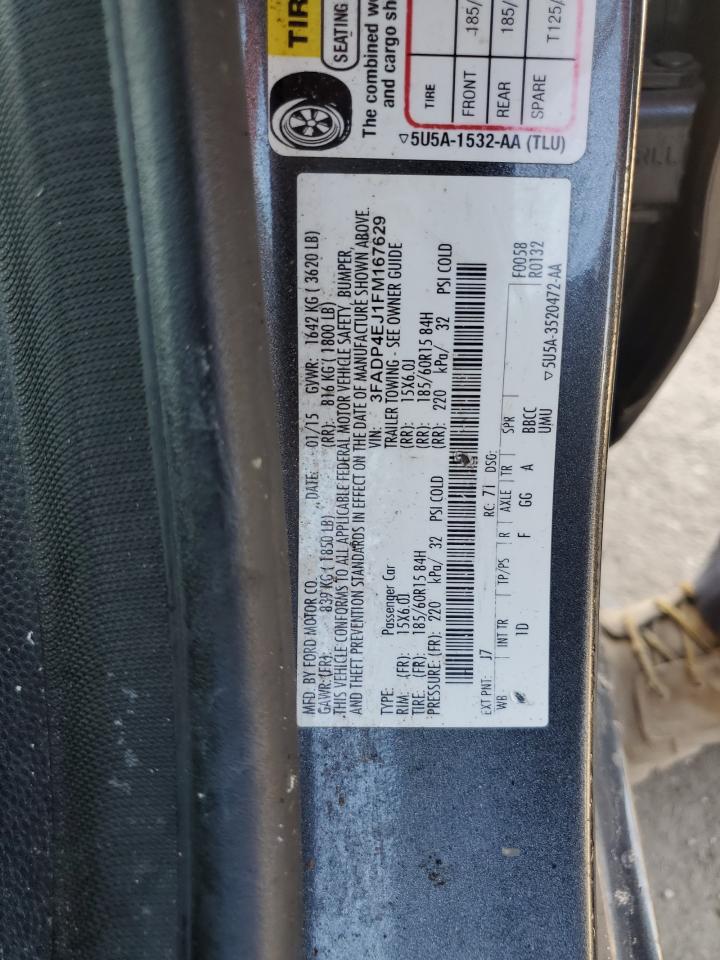 TIR
SEATING
The combined w
and cargo sh
TIRE
FRONT 185/
REAR 185/
SPARE T125/
▽5U5A-1532-AA (TLU)
MFD. BY FORD MOTOR CO. DATE: 01/15 GVWR: 1642 KG ( 3620 LB)
GAWR: (FR): 839 KG ( 1850 LB) (RR): 816 KG ( 1800 LB)
THIS VEHICLE CONFORMS TO ALL APPLICABLE FEDERAL MOTOR VEHICLE SAFETY, BUMPER,
AND THEFT PREVENTION STANDARDS IN EFFECT ON THE DATE OF MANUFACTURE SHOWN ABOVE.
VIN: 3FADP4EJ1FM167629
TYPE: Passenger Car TRAILER TOWING - SEE OWNER GUIDE
RIM: (FR): 15X6.0J (RR): 15X6.0J
TIRE: (FR): 185/60R15 84H (RR): 185/60R15 84H
PRESSURE: (FR): 220 kPa/ 32 PSI COLD (RR): 220 kPa/ 32 PSI COLD
EXT PNT: J7 RC: 71 DSO: F0058
R0132
WB INT TR TP/PS R AXLE TR SPR
1D F GG A BBCC
UMU
▽5U5A-3520472-AA